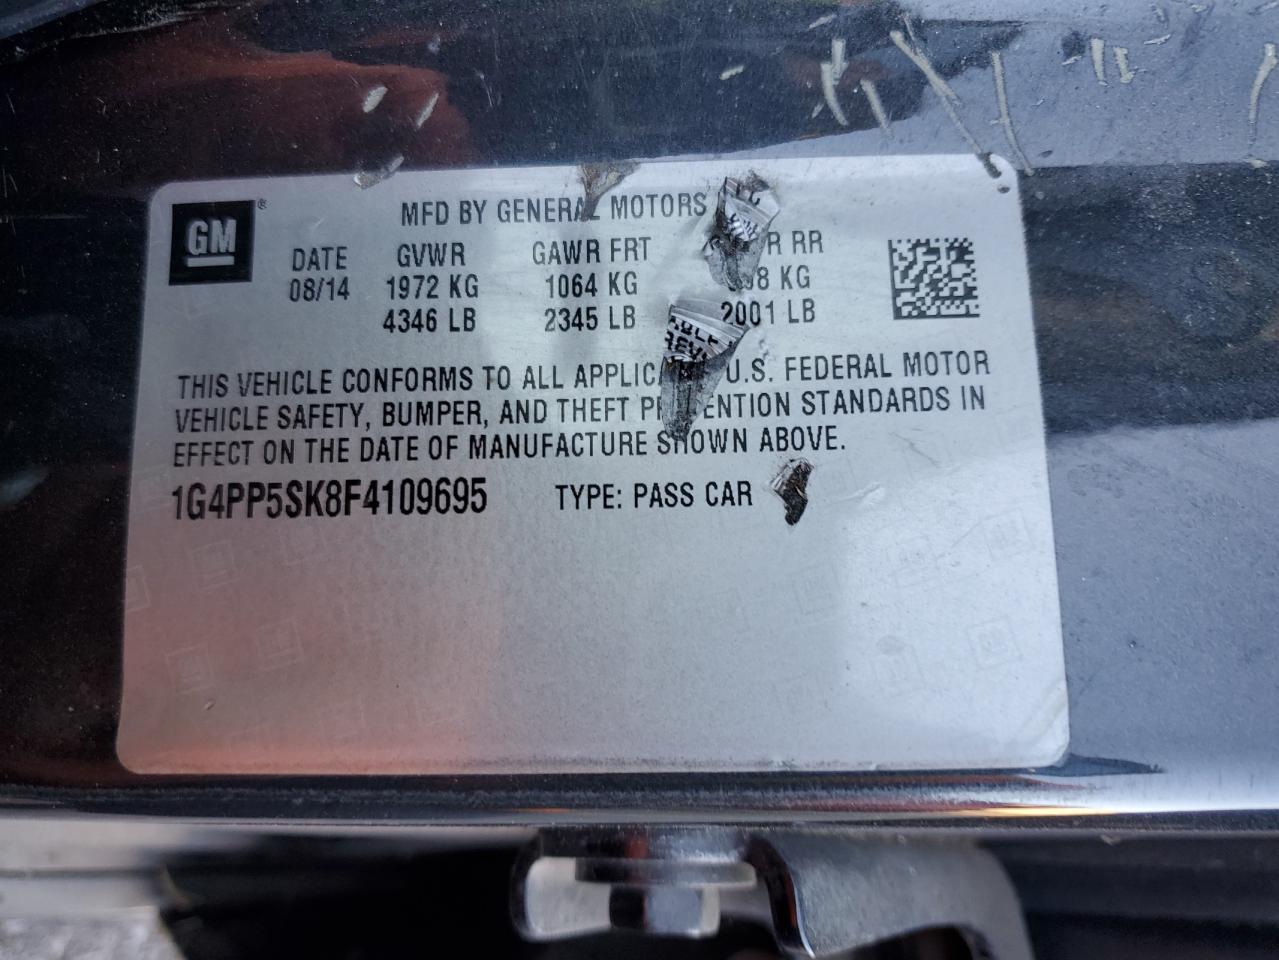 GM®
MFD BY GENERAL MOTORS
DATE GVWR GAWR FRT R RR
08/14 1972 KG 1064 KG 8 KG
4346 LB 2345 LB 2001 LB
THIS VEHICLE CONFORMS TO ALL APPLIC U.S. FEDERAL MOTOR
VEHICLE SAFETY, BUMPER, AND THEFT P ENTION STANDARDS IN
EFFECT ON THE DATE OF MANUFACTURE SHOWN ABOVE.
1G4PP5SK8F4109695 TYPE: PASS CAR